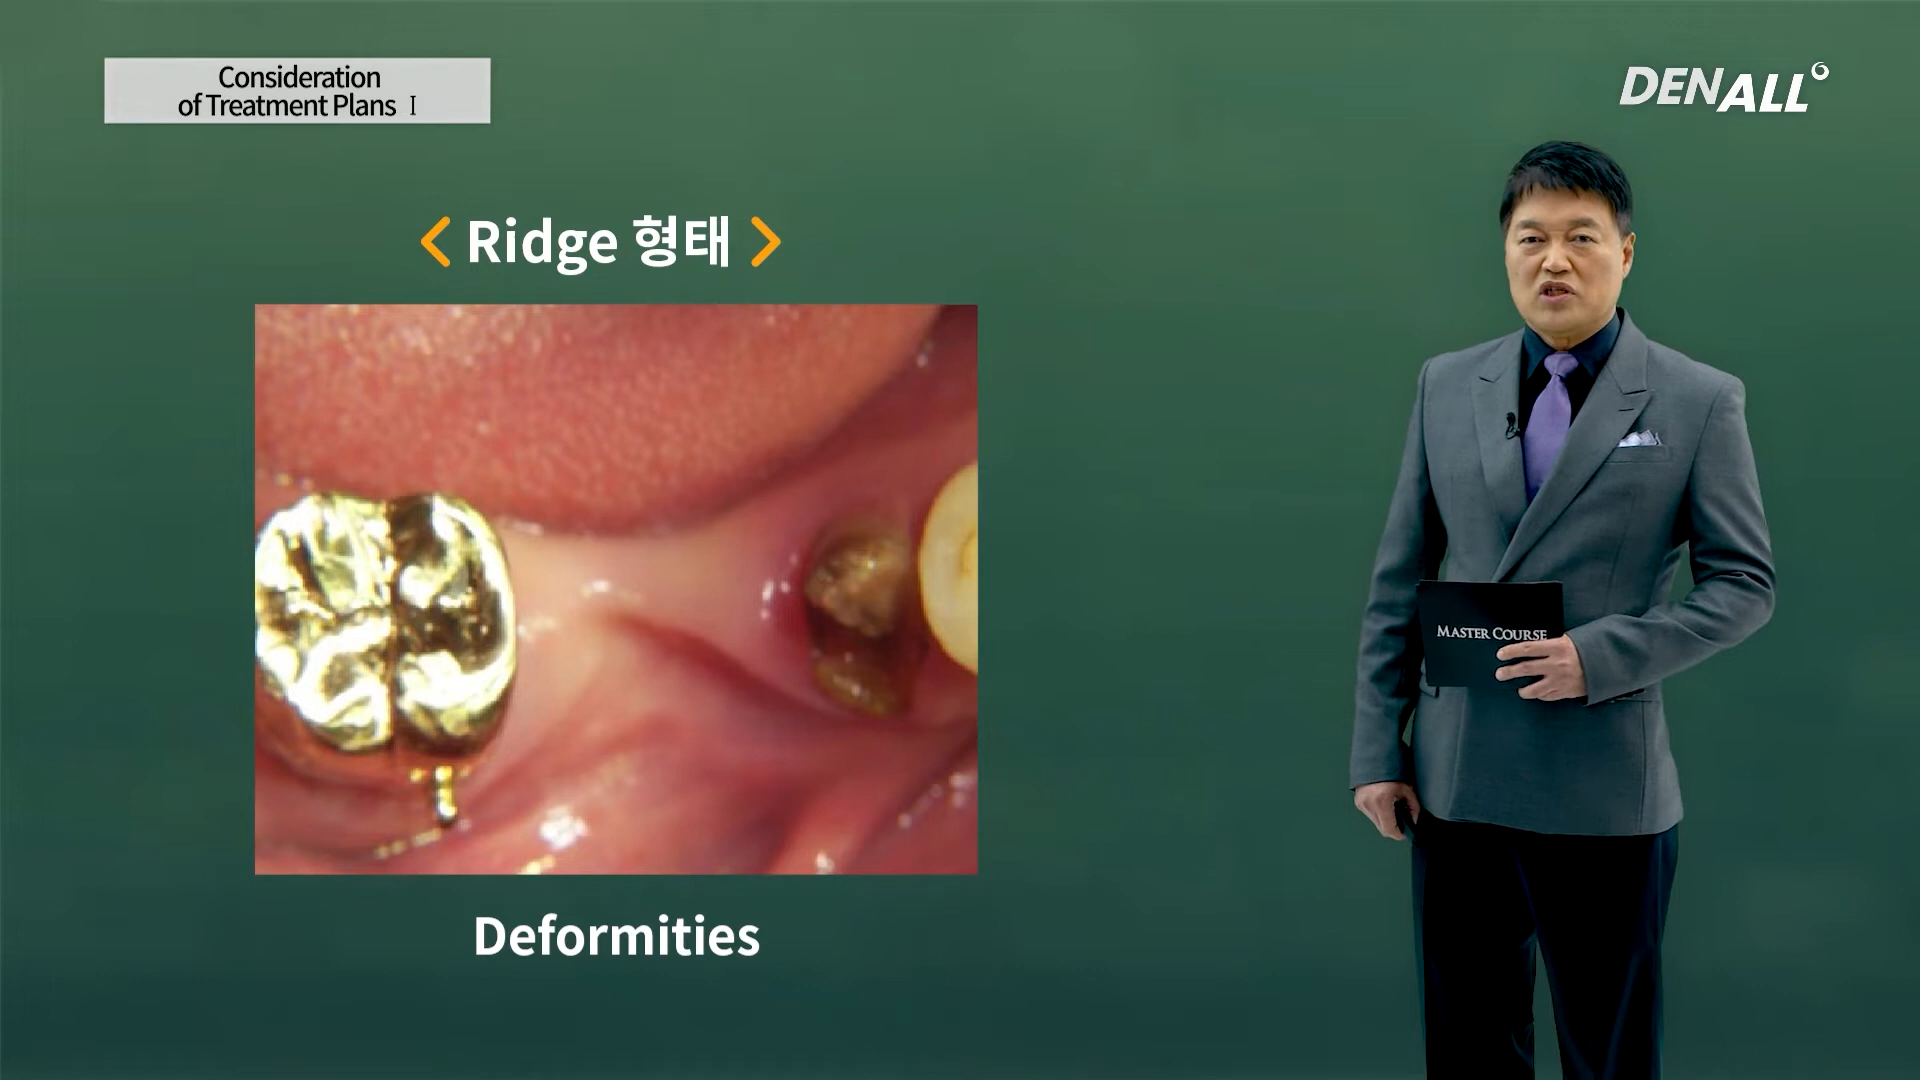 Consideration
of Treatment Plans Ⅰ
DENALL
< Ridge 형태 >
MASTER COURSE
Deformities